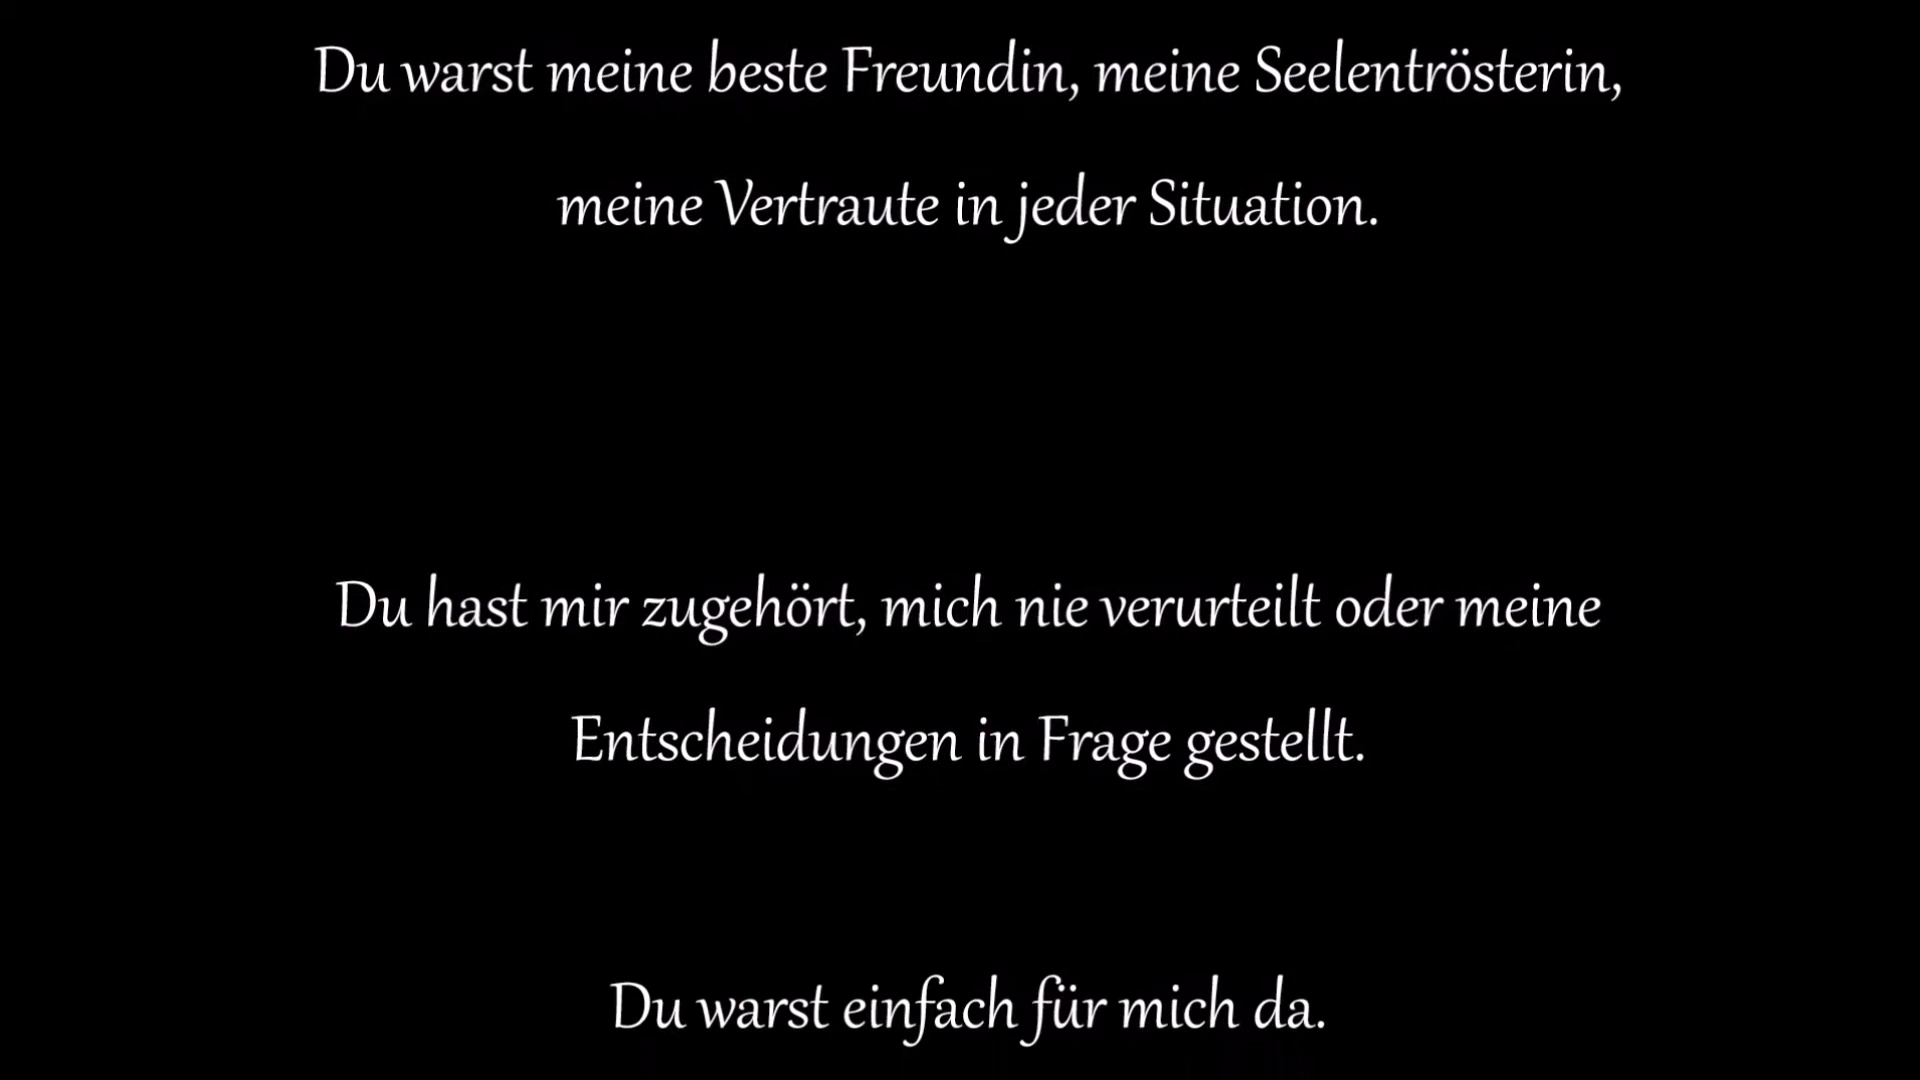 Du warst meine beste Freundin, meine Seelentrösterin,
meine Vertraute in jeder Situation.
Du hast mir zugehört, mich nie verurteilt oder meine
Entscheidungen in Frage gestellt.
Du warst einfach für mich da.